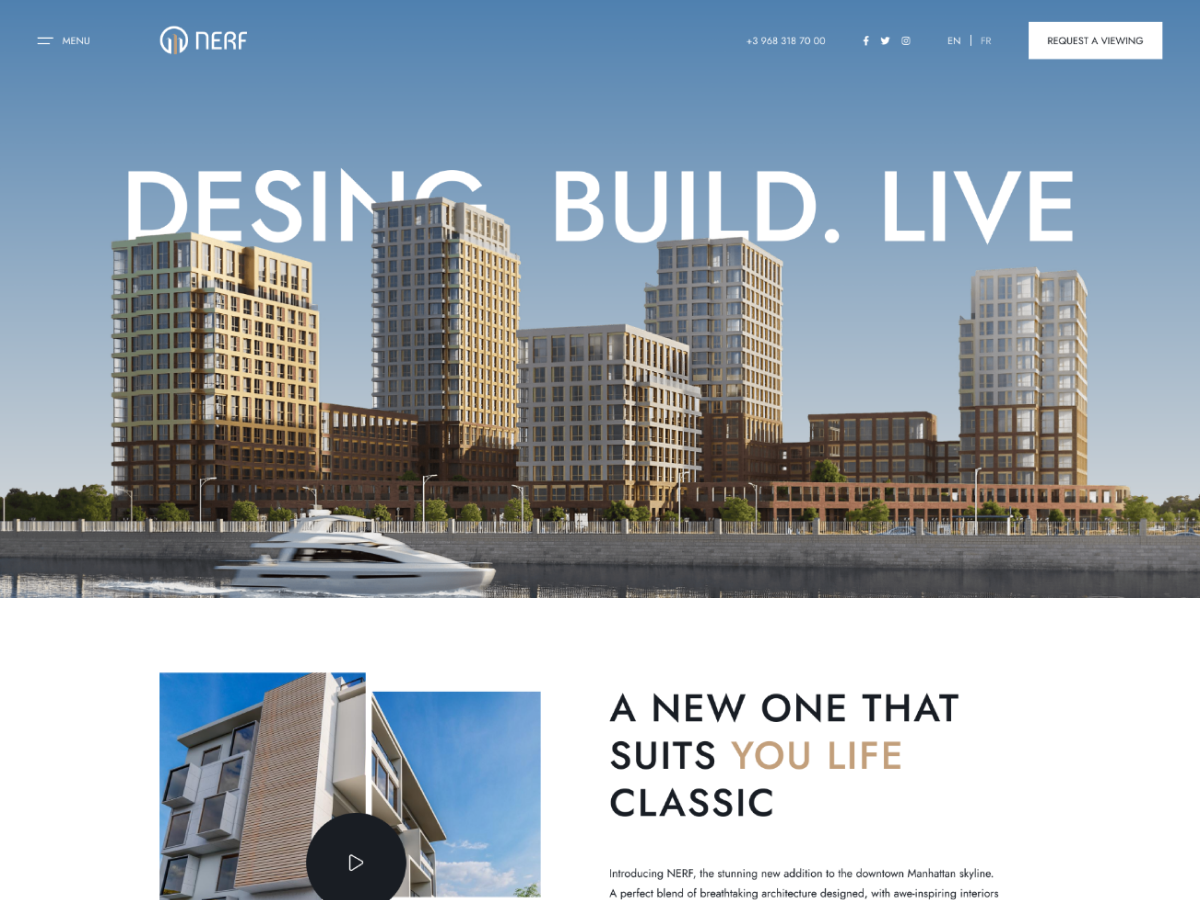 MENU
NERF
+3 968 318 70 00
EN | FR
REQUEST A VIEWING
DESING BUILD. LIVE
A NEW ONE THAT
SUITS YOU LIFE
CLASSIC
Introducing NERF, the stunning new addition to the downtown Manhattan skyline.
A perfect blend of breathtaking architecture designed, with awe-inspiring interiors